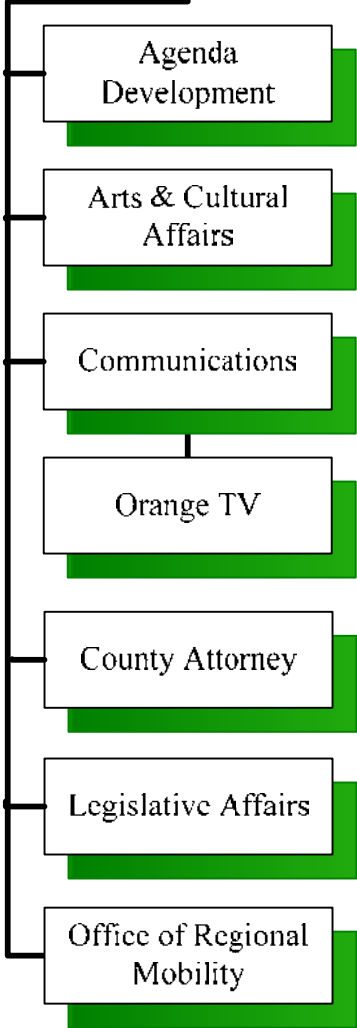 Agenda
Development
Arts & Cultural
Affairs
Communications
Orange TV
County Attorney
Legislative Affairs
Office of Regional
Mobility